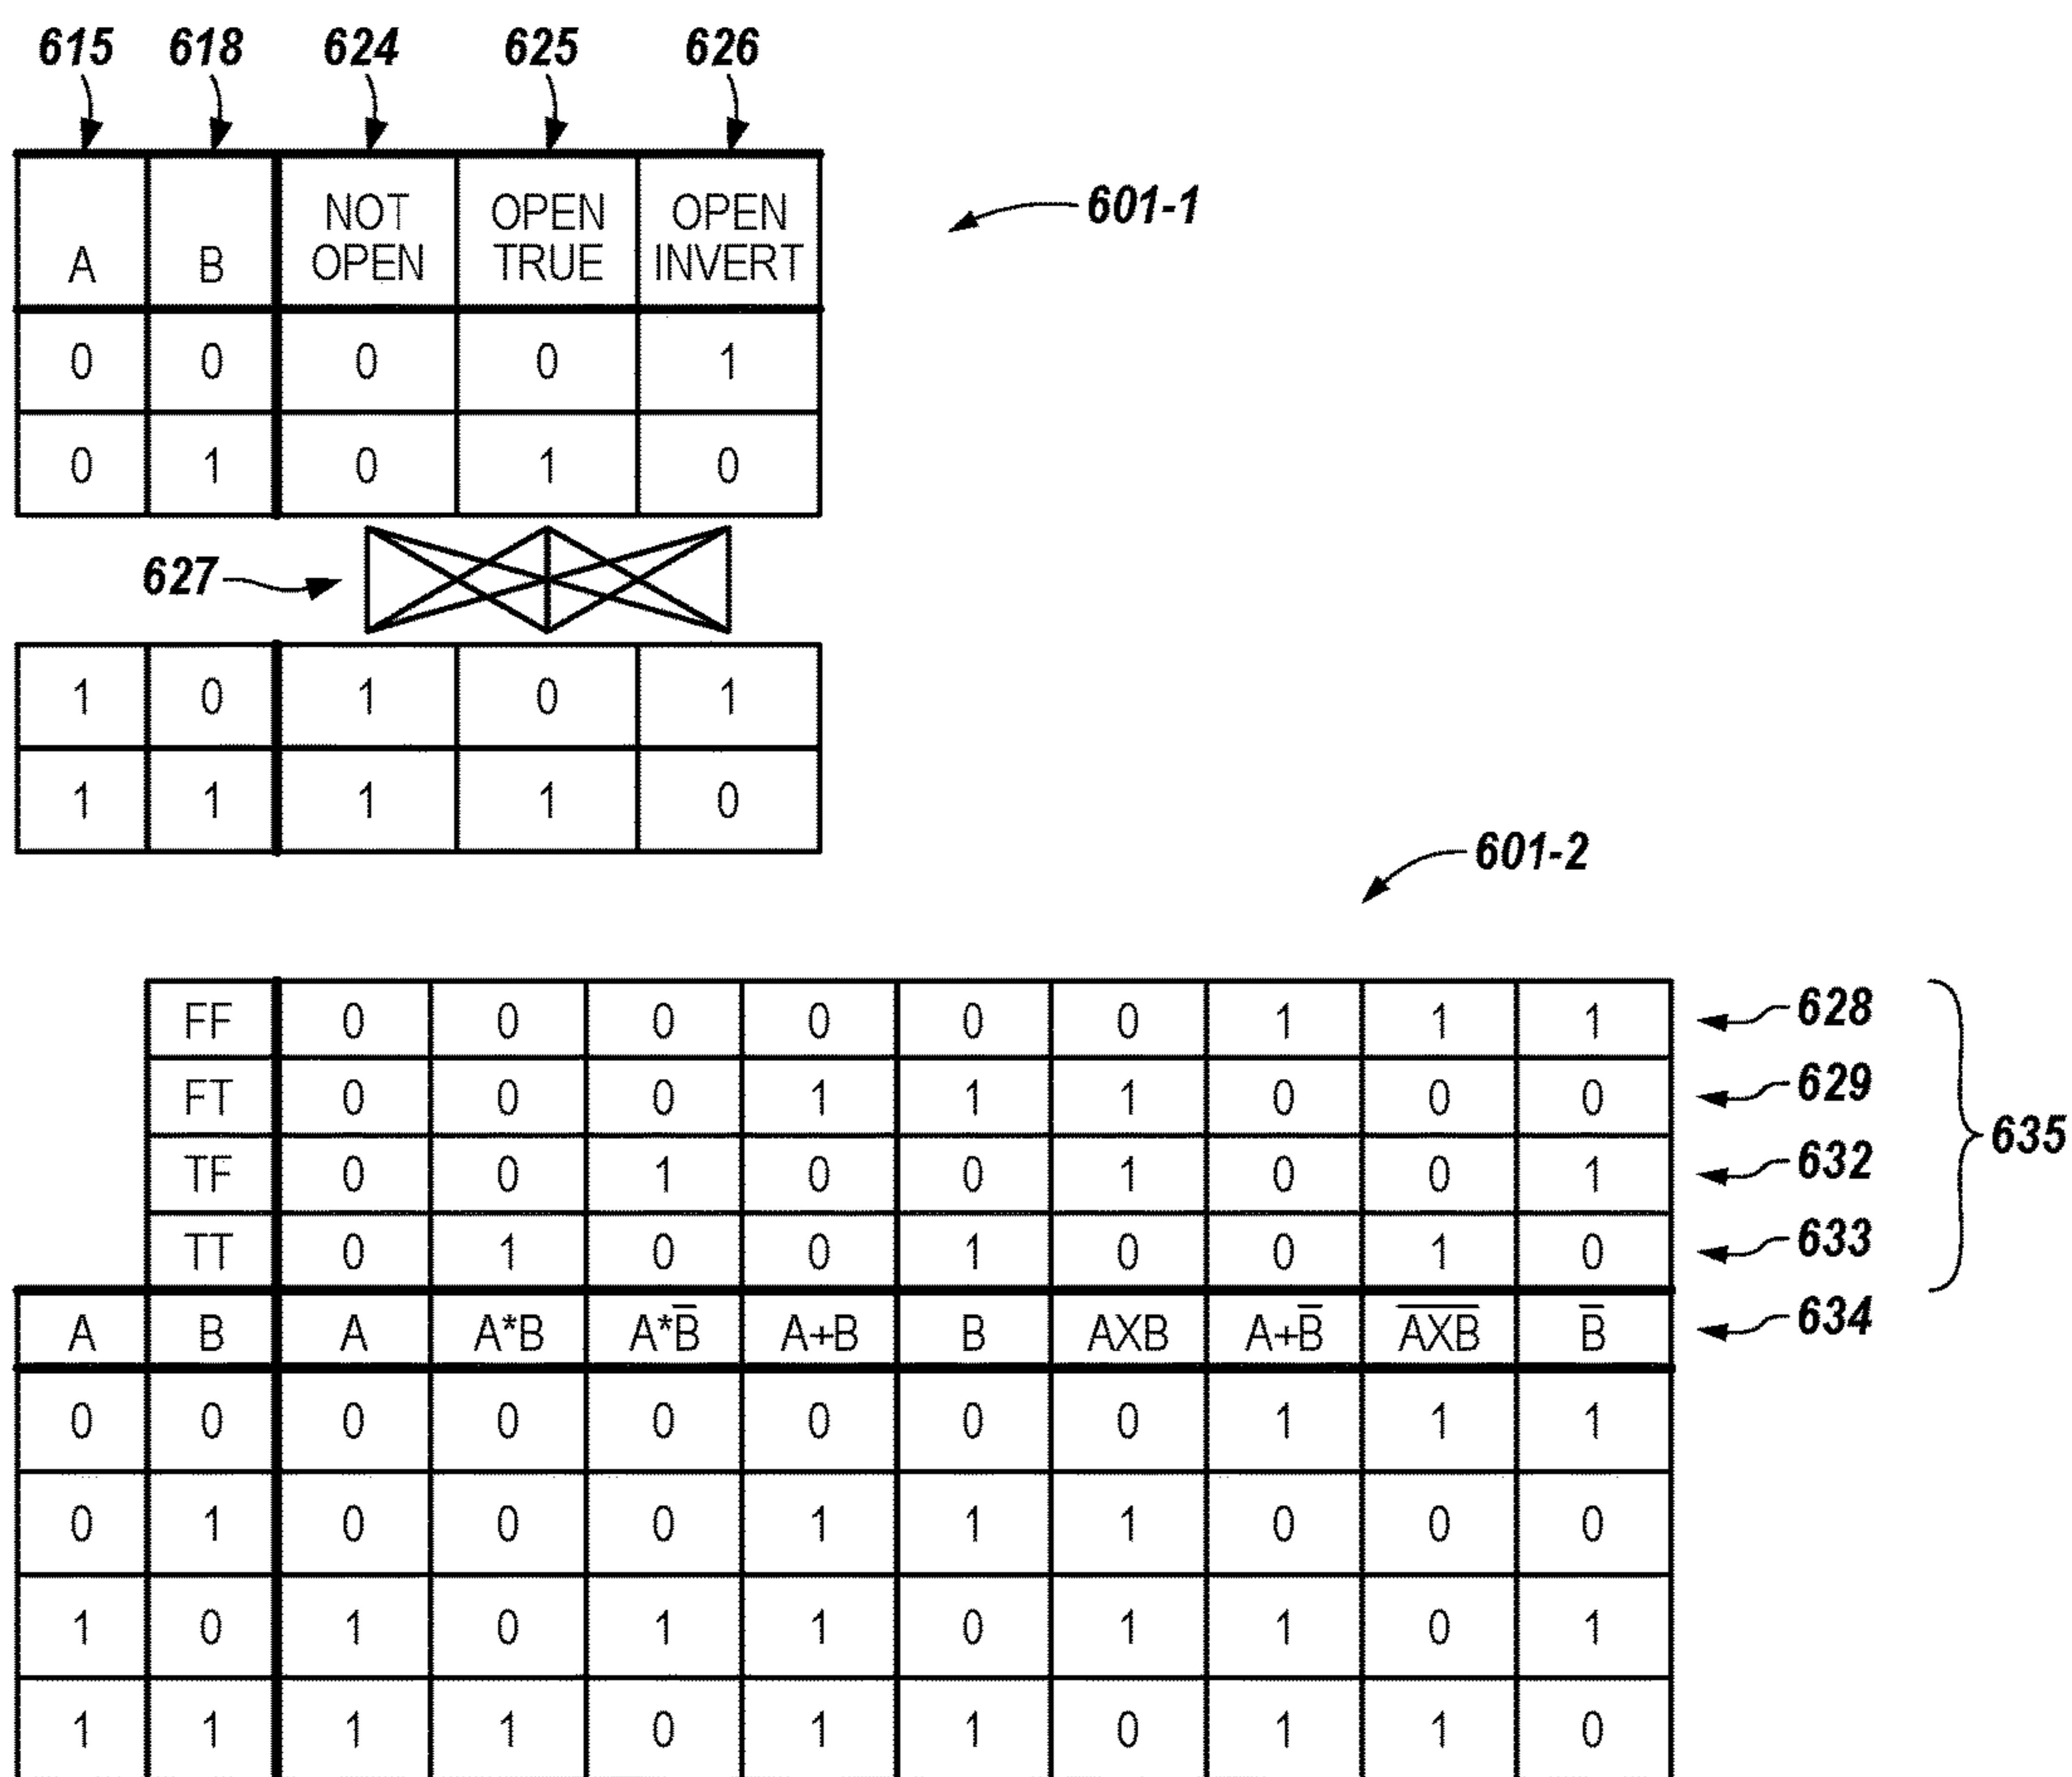 615 618 624 625 626
A B NOT OPEN OPEN TRUE OPEN INVERT
601-1
0 0 0 0 1
0 1 0 1 0
627
1 0 1 0 1
1 1 1 1 0
601-2
FF 0 0 0 0 0 0 1 1 1 628
FT 0 0 0 1 1 1 0 0 0 629
635
TF 0 0 1 0 0 1 0 0 1 632
TT 0 1 0 0 1 0 0 1 0 633
A B A A*B A*B̅ A+B B AXB A+B̅ A̅X̅B̅ B̅ 634
0 0 0 0 0 0 0 0 1 1 1
0 1 0 0 0 1 1 1 0 0 0
1 0 1 0 1 1 0 1 1 0 1
1 1 1 1 0 1 1 0 1 1 0